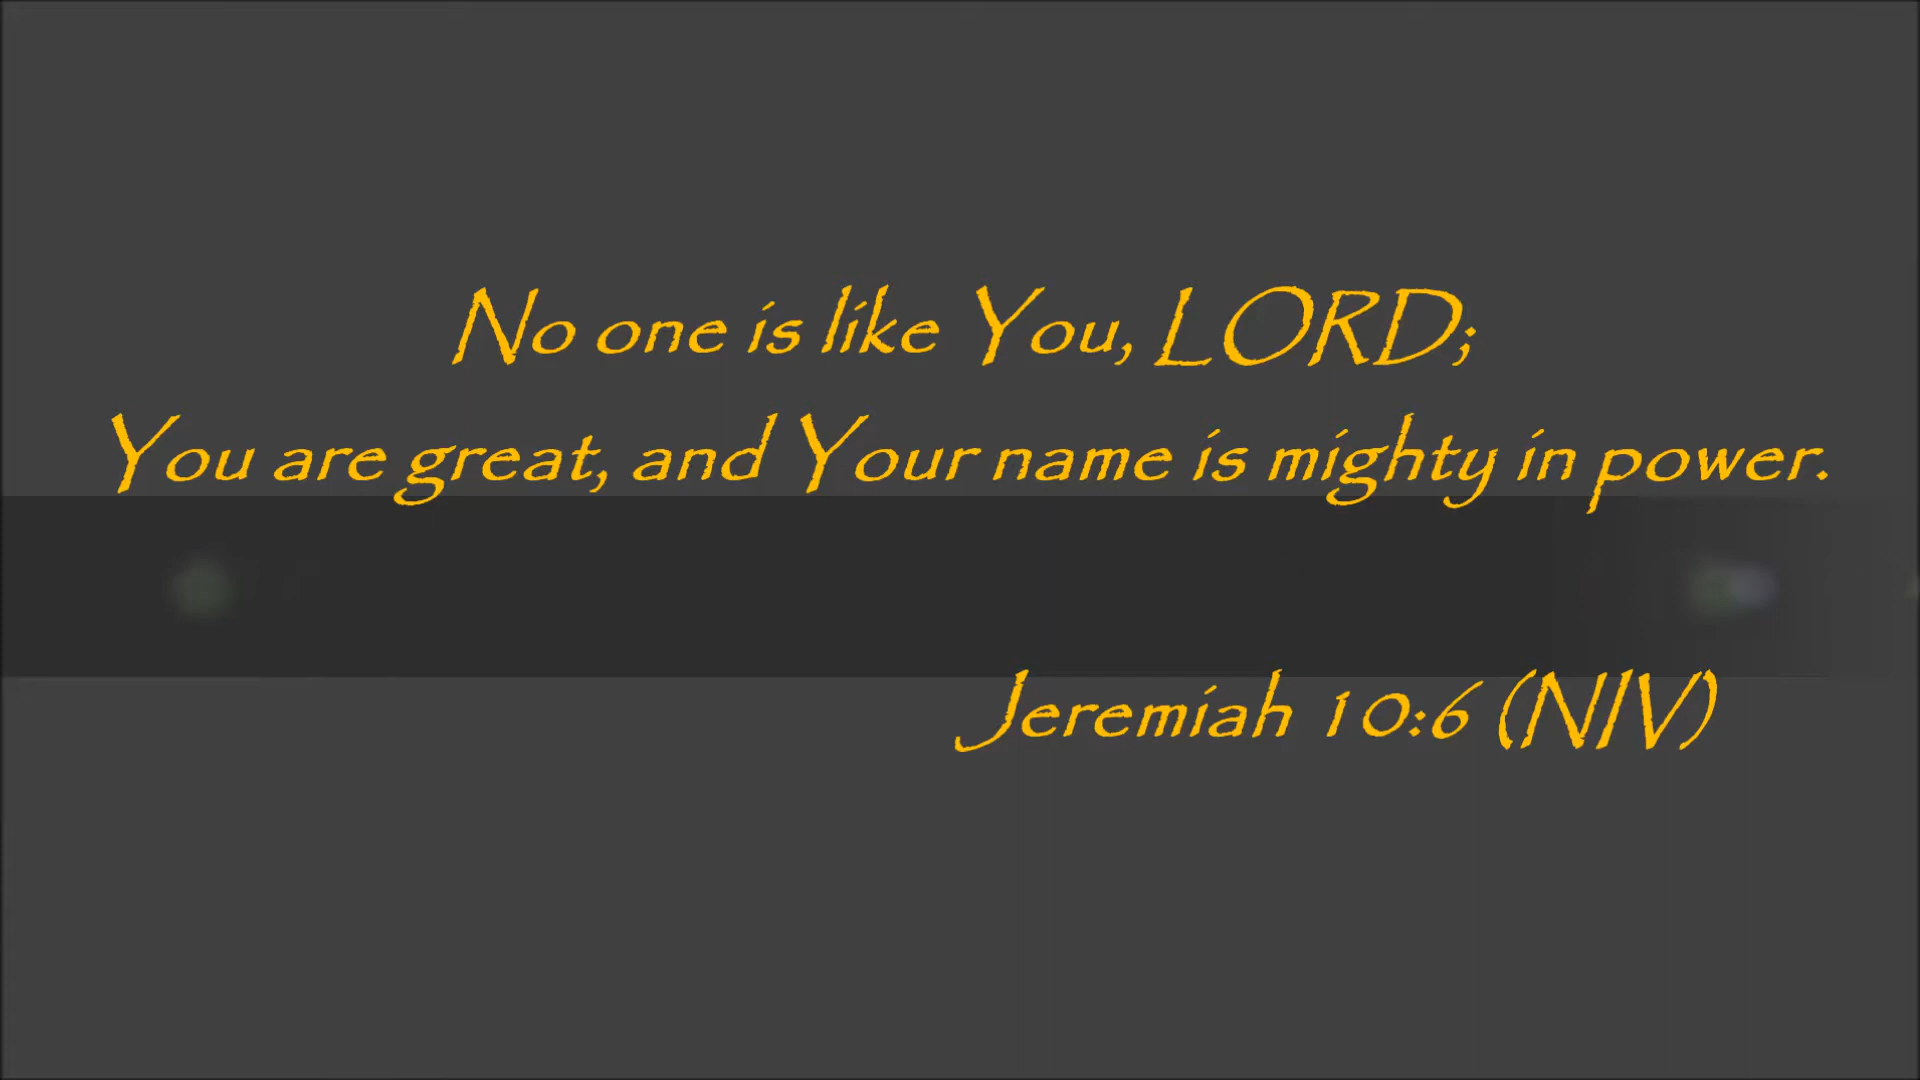 No one is like You, LORD;
You are great, and Your name is mighty in power.
Jeremiah 10:6 (NIV)